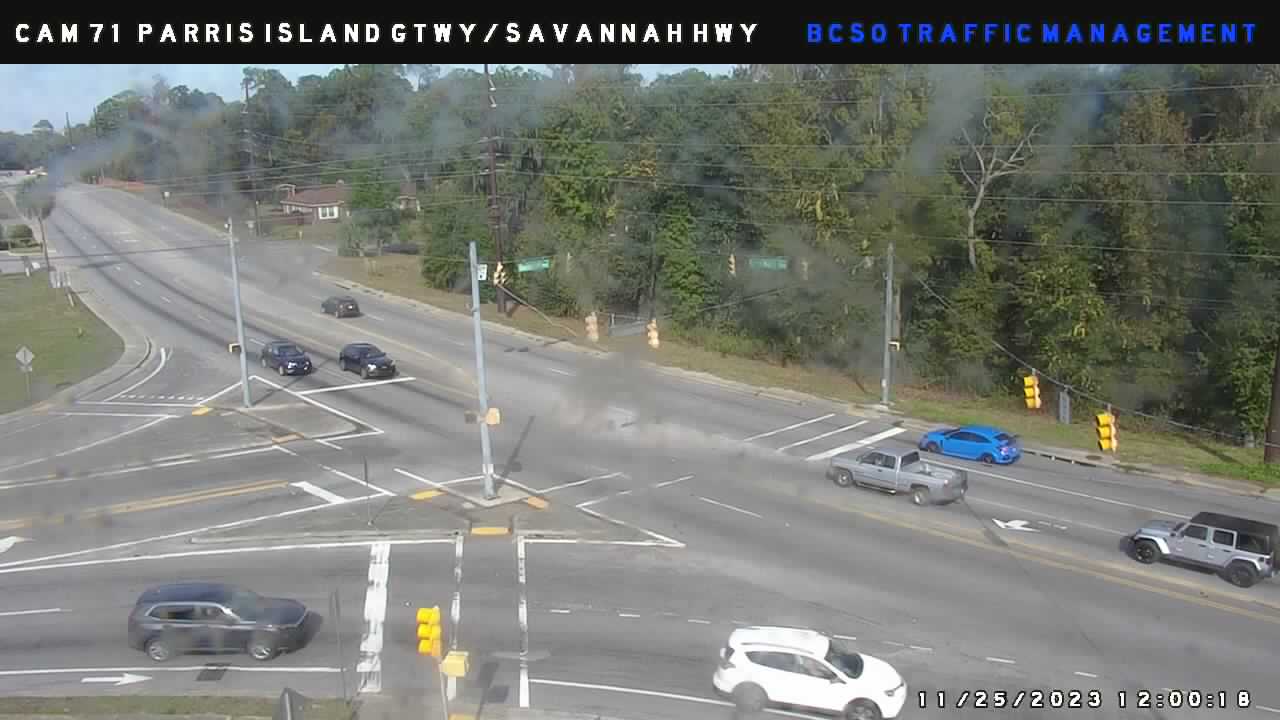 CAM 71 PARRIS ISLAND GTWY/SAVANNAH HWY BCSO TRAFFIC MANAGEMENT
11/25/2023 12:00:18